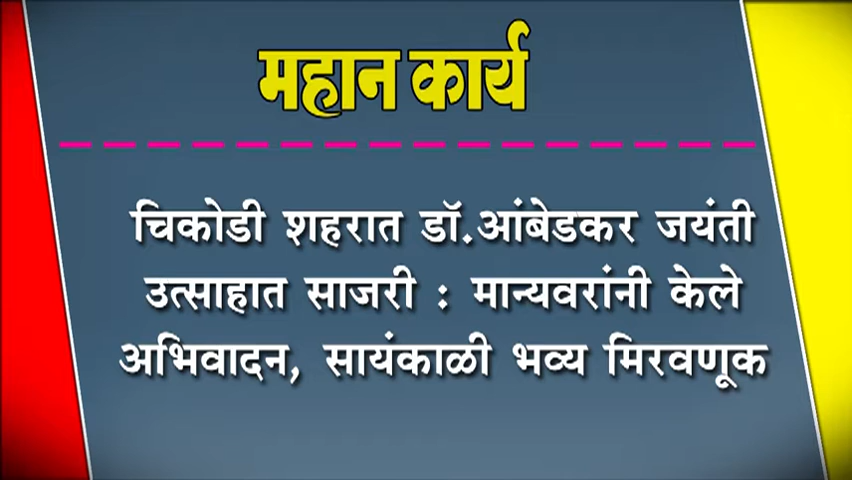 महान कार्य
चिकोडी शहरात डॉ.आंबेडकर जयंती
उत्साहात साजरी : मान्यवरांनी केले
अभिवादन, सायंकाळी भव्य मिरवणूक